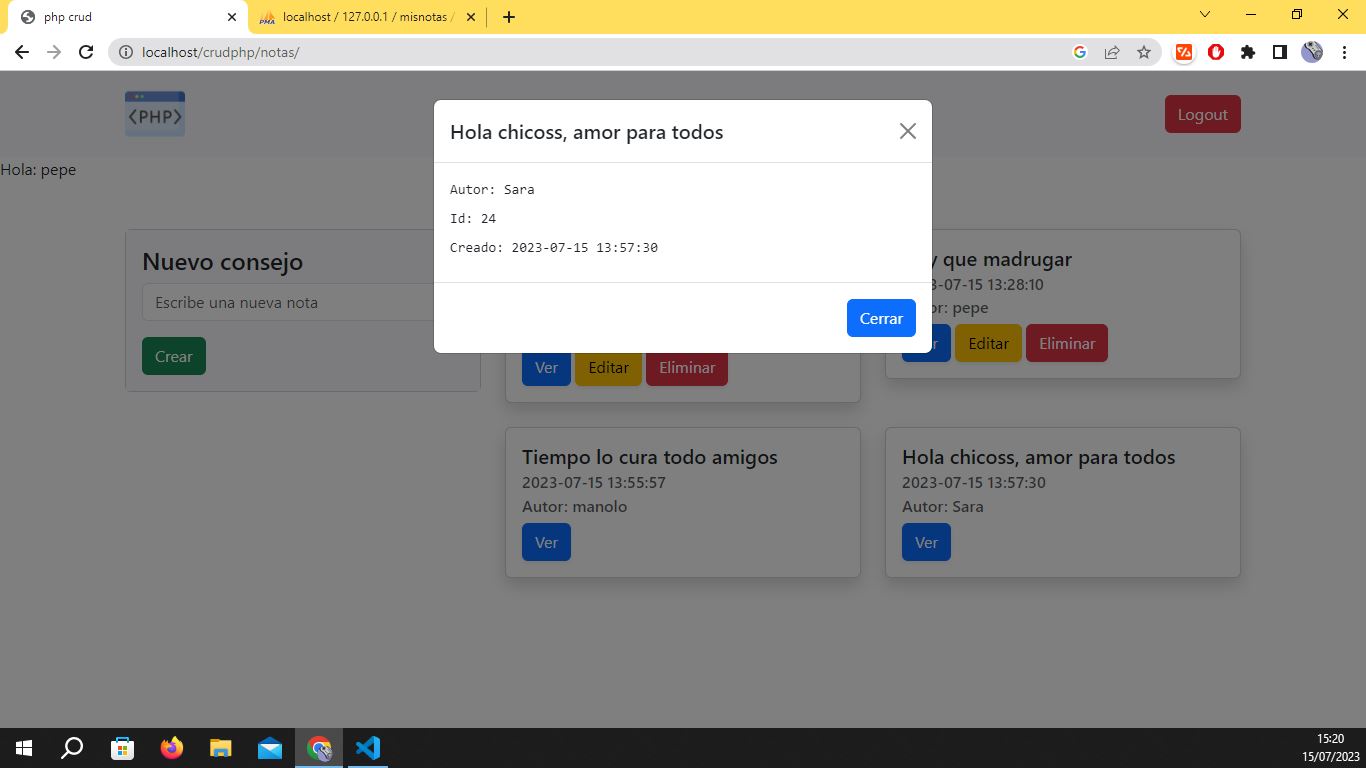 php crud
localhost / 127.0.0.1 / misnotas /
localhost/crudphp/notas/
<PHP>
Logout
Hola: pepe
Hola chicoss, amor para todos
Autor: Sara
Id: 24
Creado: 2023-07-15 13:57:30
Cerrar
Nuevo consejo
Escribe una nueva nota
Crear
Ver Editar Eliminar
y que madrugar
3-07-15 13:28:10
or: pepe
r Editar Eliminar
Tiempo lo cura todo amigos
2023-07-15 13:55:57
Autor: manolo
Ver
Hola chicoss, amor para todos
2023-07-15 13:57:30
Autor: Sara
Ver
15:20
15/07/2023